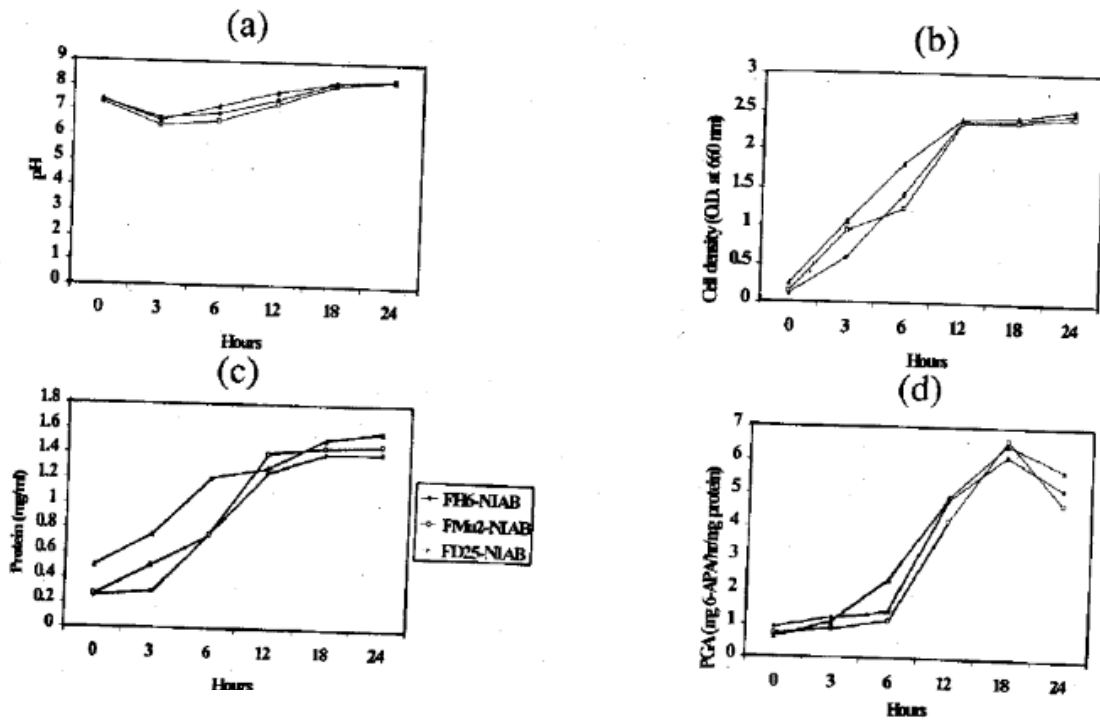 (a)
9
8
7
6
5
4
3
2
1
0
pH
0 3 6 12 18 24
Hours
(b)
3
2.5
2
1.5
1
0.5
0
Cell density (O.D. at 660 nm)
0 3 6 12 18 24
Hours
(c)
1.8
1.6
1.4
1.2
1
0.8
0.6
0.4
0.2
0
Protein (mg/ml)
0 3 6 12 18 24
Hours
FH6-NIAB
FMu2-NIAB
FD25-NIAB
(d)
7
6
5
4
3
2
1
0
PGA (mg 6-APA/hr/mg protein)
0 3 6 12 18 24
Hours